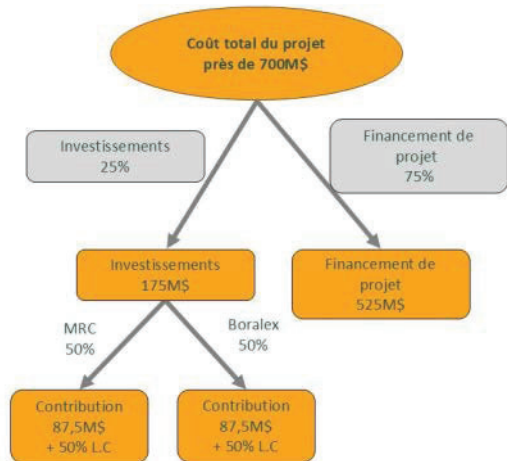 Coût total du projet
près de 700M$
Investissements
25%
Financement de
projet
75%
Investissements
175M$
Financement de
projet
525M$
MRC
50%
Boralex
50%
Contribution
87,5M$
+ 50% L.C
Contribution
87,5M$
+ 50% L.C